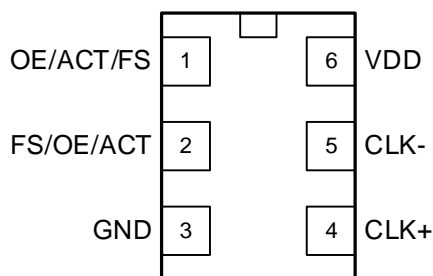 OE/ACT/FS 1 6 VDD
FS/OE/ACT 2 5 CLK-
GND 3 4 CLK+